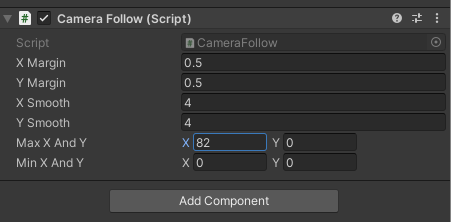 Camera Follow (Script)
Script CameraFollow
X Margin 0.5
Y Margin 0.5
X Smooth 4
Y Smooth 4
Max X And Y X 82 Y 0
Min X And Y X 0 Y 0
Add Component